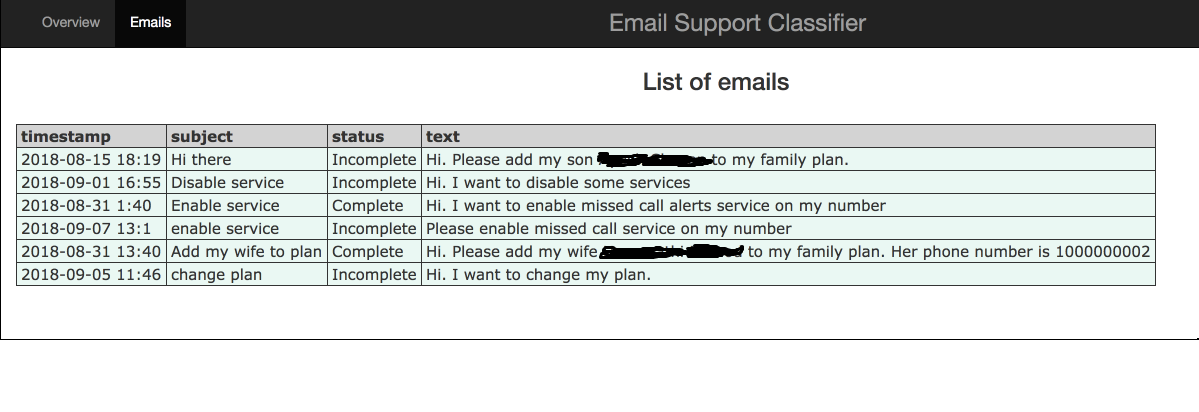 Overview Emails Email Support Classifier
List of emails
timestamp subject status text
2018-08-15 18:19 Hi there Incomplete Hi. Please add my son to my family plan.
2018-09-01 16:55 Disable service Incomplete Hi. I want to disable some services
2018-08-31 1:40 Enable service Complete Hi. I want to enable missed call alerts service on my number
2018-09-07 13:1 enable service Incomplete Please enable missed call service on my number
2018-08-31 13:40 Add my wife to plan Complete Hi. Please add my wife to my family plan. Her phone number is 1000000002
2018-09-05 11:46 change plan Incomplete Hi. I want to change my plan.